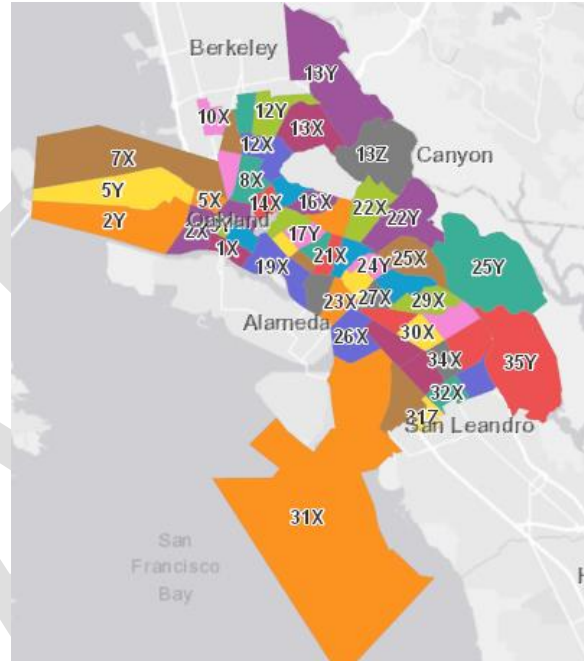 Berkeley
13Y
10X
12Y
13X
12X
7X
13Z
Canyon
8X
5Y
5X
14X
16X
22X
2Y
Oakland
22Y
2X
17Y
1X
21X
25X
19X
24Y
25Y
23X
27X
29X
Alameda
26X
30X
34X
35Y
32X
31Z
San Leandro
31X
San
Francisco
Bay
H